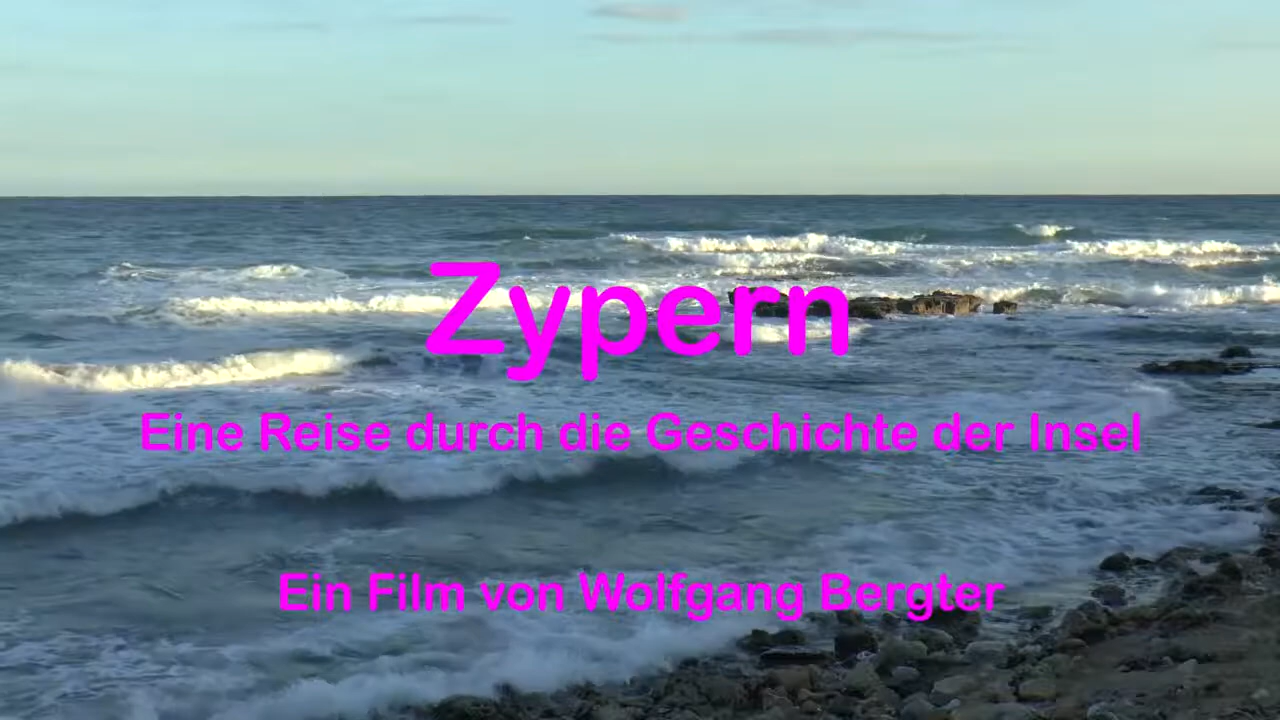 Zypern
Eine Reise durch die Geschichte der Insel
Ein Film von Wolfgang Bergter